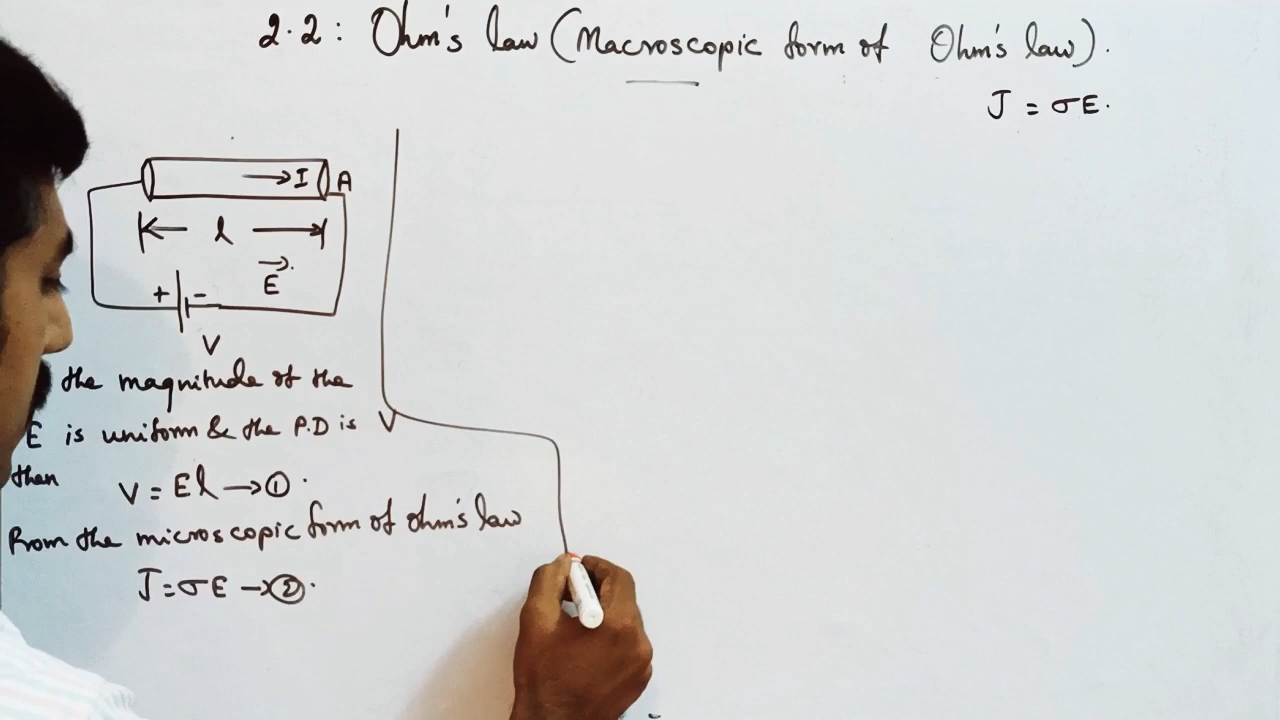 2.2: Ohm's law (Macroscopic form of Ohm's law).
J = σE.
→ I A
l
E
+ -
V
the magnitude of the
E is uniform & the P.D is V
then
V = El → ①.
From the microscopic form of ohm's law
J = σE → ②.